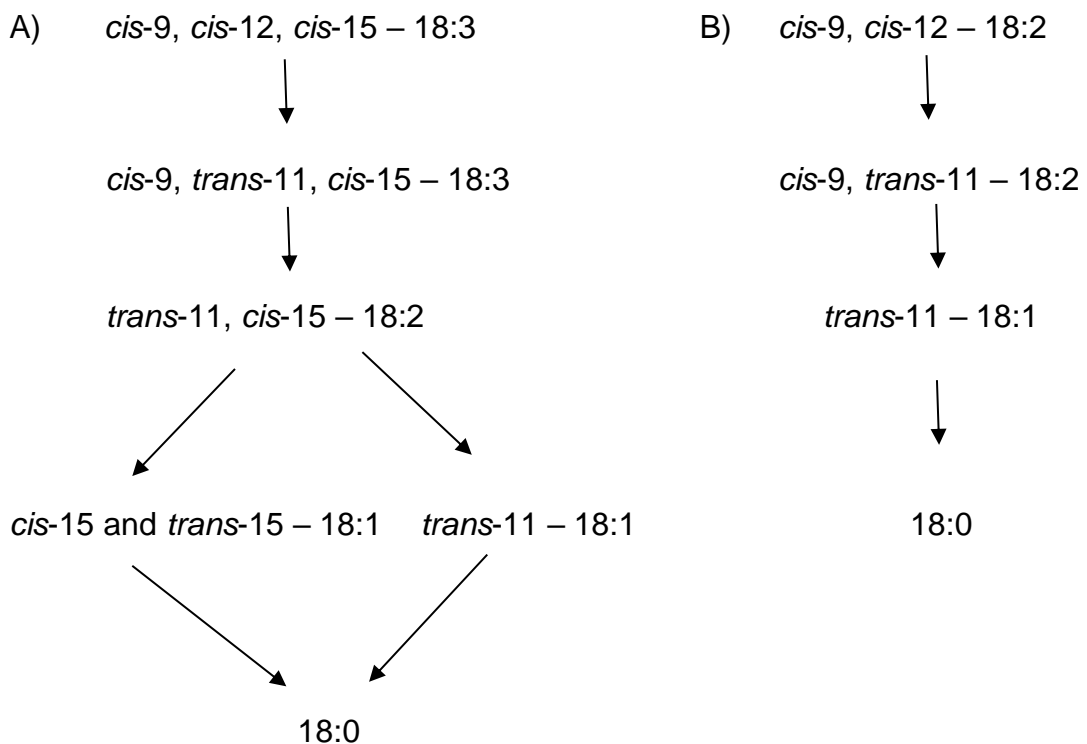 A) cis-9, cis-12, cis-15 – 18:3
cis-9, trans-11, cis-15 – 18:3
trans-11, cis-15 – 18:2
cis-15 and trans-15 – 18:1 trans-11 – 18:1
18:0
B) cis-9, cis-12 – 18:2
cis-9, trans-11 – 18:2
trans-11 – 18:1
18:0